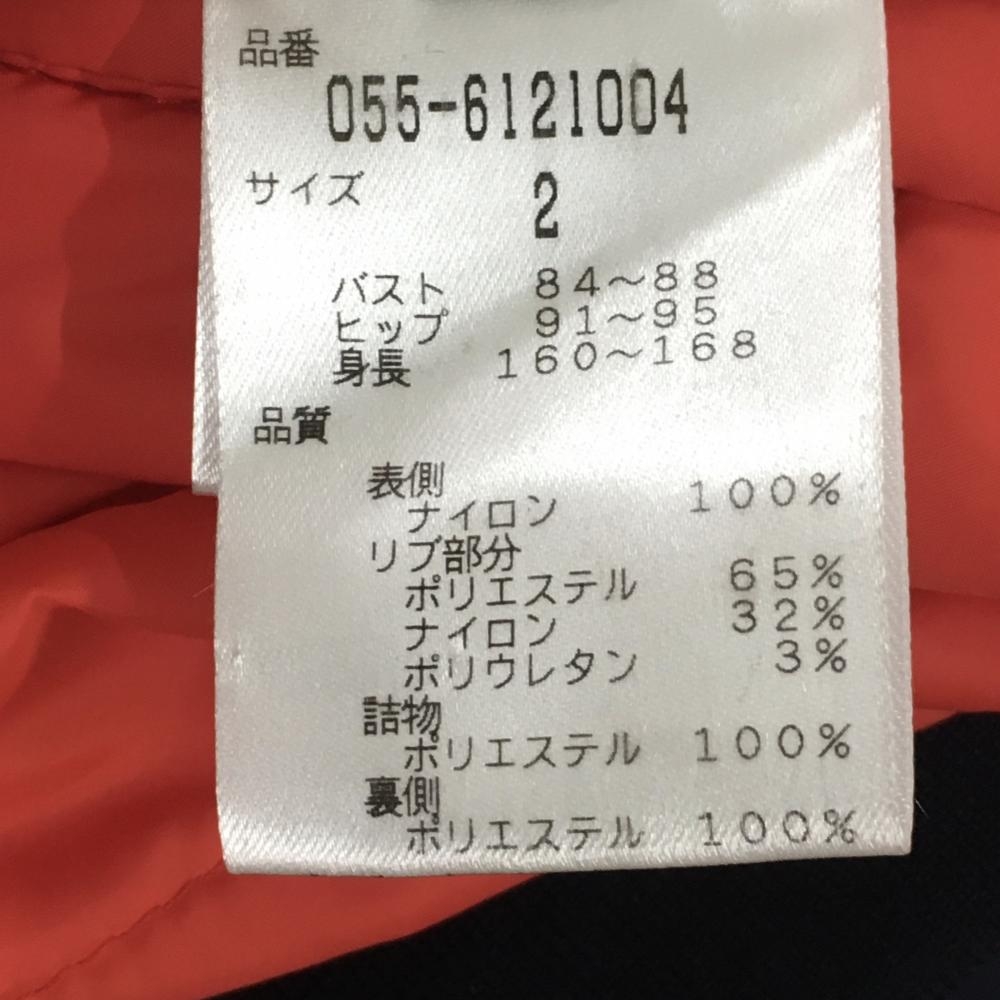 品番
055-6121004
サイズ 2
バスト 84~88
ヒップ 91~95
身長 160~168
品質
表側
ナイロン 100%
リブ部分
ポリエステル 65%
ナイロン 32%
ポリウレタン 3%
詰物
ポリエステル 100%
裏側
ポリエステル 100%